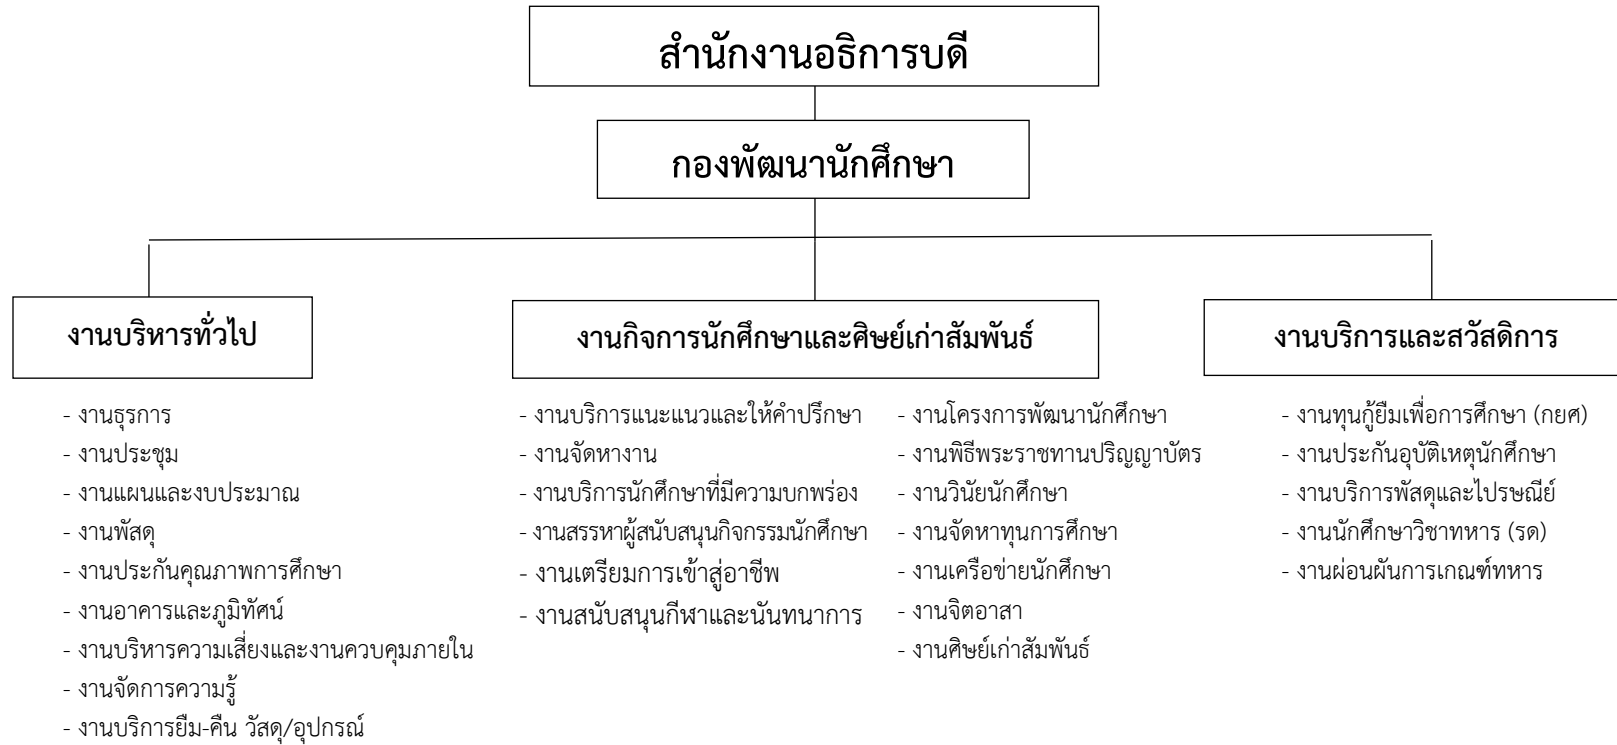 สำนักงานอธิการบดี
กองพัฒนานักศึกษา
งานบริหารทั่วไป
- งานธุรการ
- งานประชุม
- งานแผนและงบประมาณ
- งานพัสดุ
- งานประกันคุณภาพการศึกษา
- งานอาคารและภูมิทัศน์
- งานบริหารความเสี่ยงและงานควบคุมภายใน
- งานจัดการความรู้
- งานบริการยืม-คืน วัสดุ/อุปกรณ์
งานกิจการนักศึกษาและศิษย์เก่าสัมพันธ์
- งานบริการแนะแนวและให้คำปรึกษา
- งานจัดหางาน
- งานบริการนักศึกษาที่มีความบกพร่อง
- งานสรรหาผู้สนับสนุนกิจกรรมนักศึกษา
- งานเตรียมการเข้าสู่อาชีพ
- งานสนับสนุนกีฬาและนันทนาการ
- งานโครงการพัฒนานักศึกษา
- งานพิธีพระราชทานปริญญาบัตร
- งานวินัยนักศึกษา
- งานจัดหาทุนการศึกษา
- งานเครือข่ายนักศึกษา
- งานจิตอาสา
- งานศิษย์เก่าสัมพันธ์
งานบริการและสวัสดิการ
- งานทุนกู้ยืมเพื่อการศึกษา (กยศ)
- งานประกันอุบัติเหตุนักศึกษา
- งานบริการพัสดุและไปรษณีย์
- งานนักศึกษาวิชาทหาร (รด)
- งานผ่อนผันการเกณฑ์ทหาร